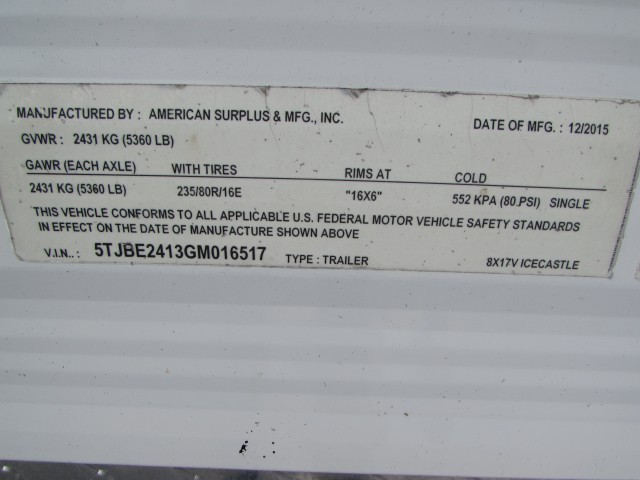 MANUFACTURED BY : AMERICAN SURPLUS & MFG., INC. DATE OF MFG. : 12/2015
GVWR : 2431 KG (5360 LB)
GAWR (EACH AXLE) WITH TIRES RIMS AT COLD
2431 KG (5360 LB) 235/80R/16E "16X6" 552 KPA (80.PSI) SINGLE
THIS VEHICLE CONFORMS TO ALL APPLICABLE U.S. FEDERAL MOTOR VEHICLE SAFETY STANDARDS
IN EFFECT ON THE DATE OF MANUFACTURE SHOWN ABOVE
V.I.N.. : 5TJBE2413GM016517 TYPE : TRAILER 8X17V ICECASTLE